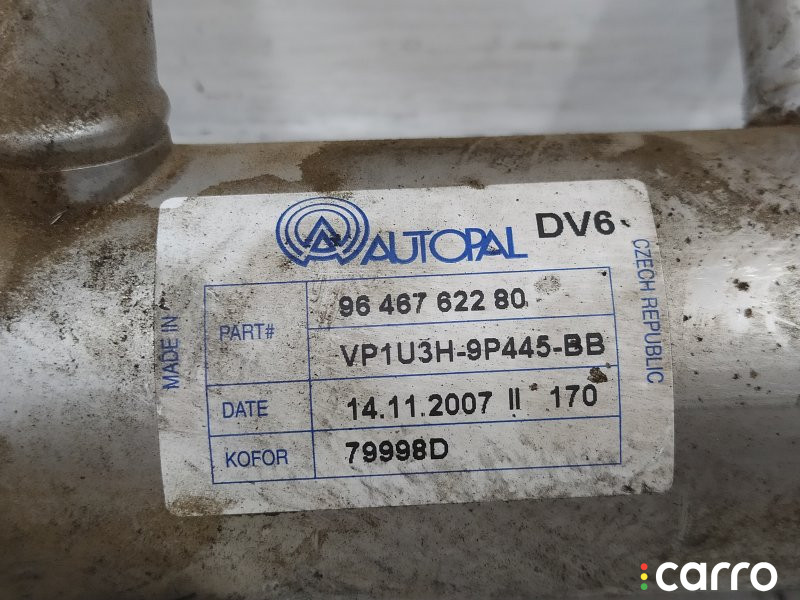 AUTOPAL DV6
MADE IN
CZECH REPUBLIC
PART# 96 467 622 80
VP1U3H-9P445-BB
DATE 14.11.2007 II 170
KOFOR 79998D
carro